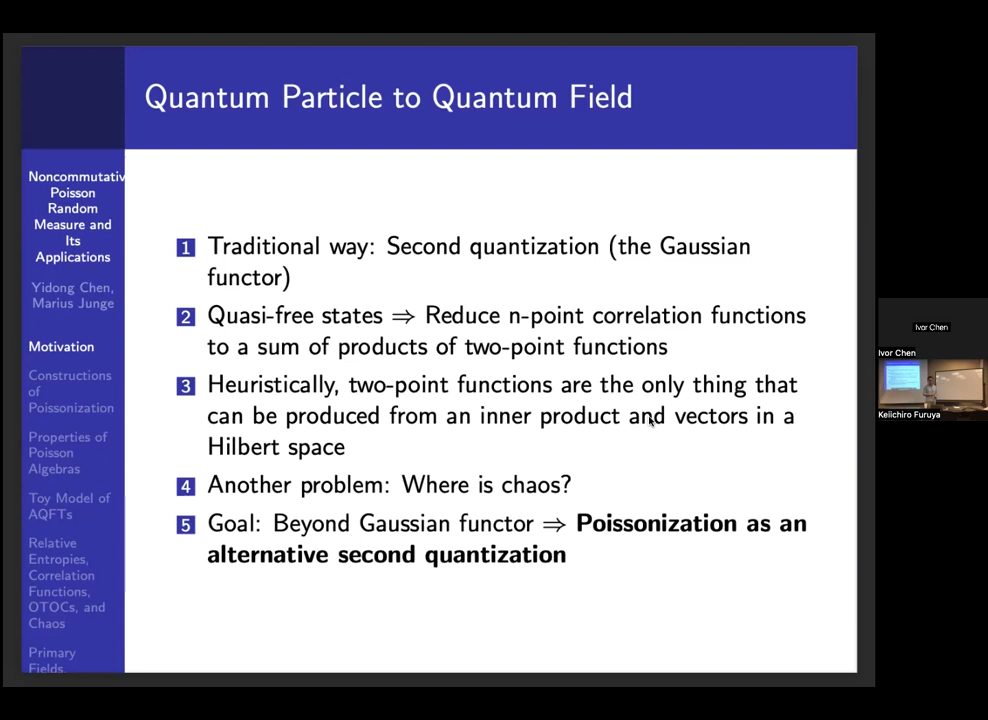 Quantum Particle to Quantum Field
Noncommutativ
Poisson
Random
Measure and
Its
Applications
Yidong Chen,
Marius Junge
Motivation
Constructions
of
Poissonization
Properties of
Poisson
Algebras
Toy Model of
AQFTs
Relative
Entropies,
Correlation
Functions,
OTOCs, and
Chaos
Primary
Fields,
1 Traditional way: Second quantization (the Gaussian
functor)
2 Quasi-free states ⇒ Reduce n-point correlation functions
to a sum of products of two-point functions
3 Heuristically, two-point functions are the only thing that
can be produced from an inner product and vectors in a
Hilbert space
4 Another problem: Where is chaos?
5 Goal: Beyond Gaussian functor ⇒ Poissonization as an
alternative second quantization
Ivor Chen
Ivor Chen
Keiichiro Furuya